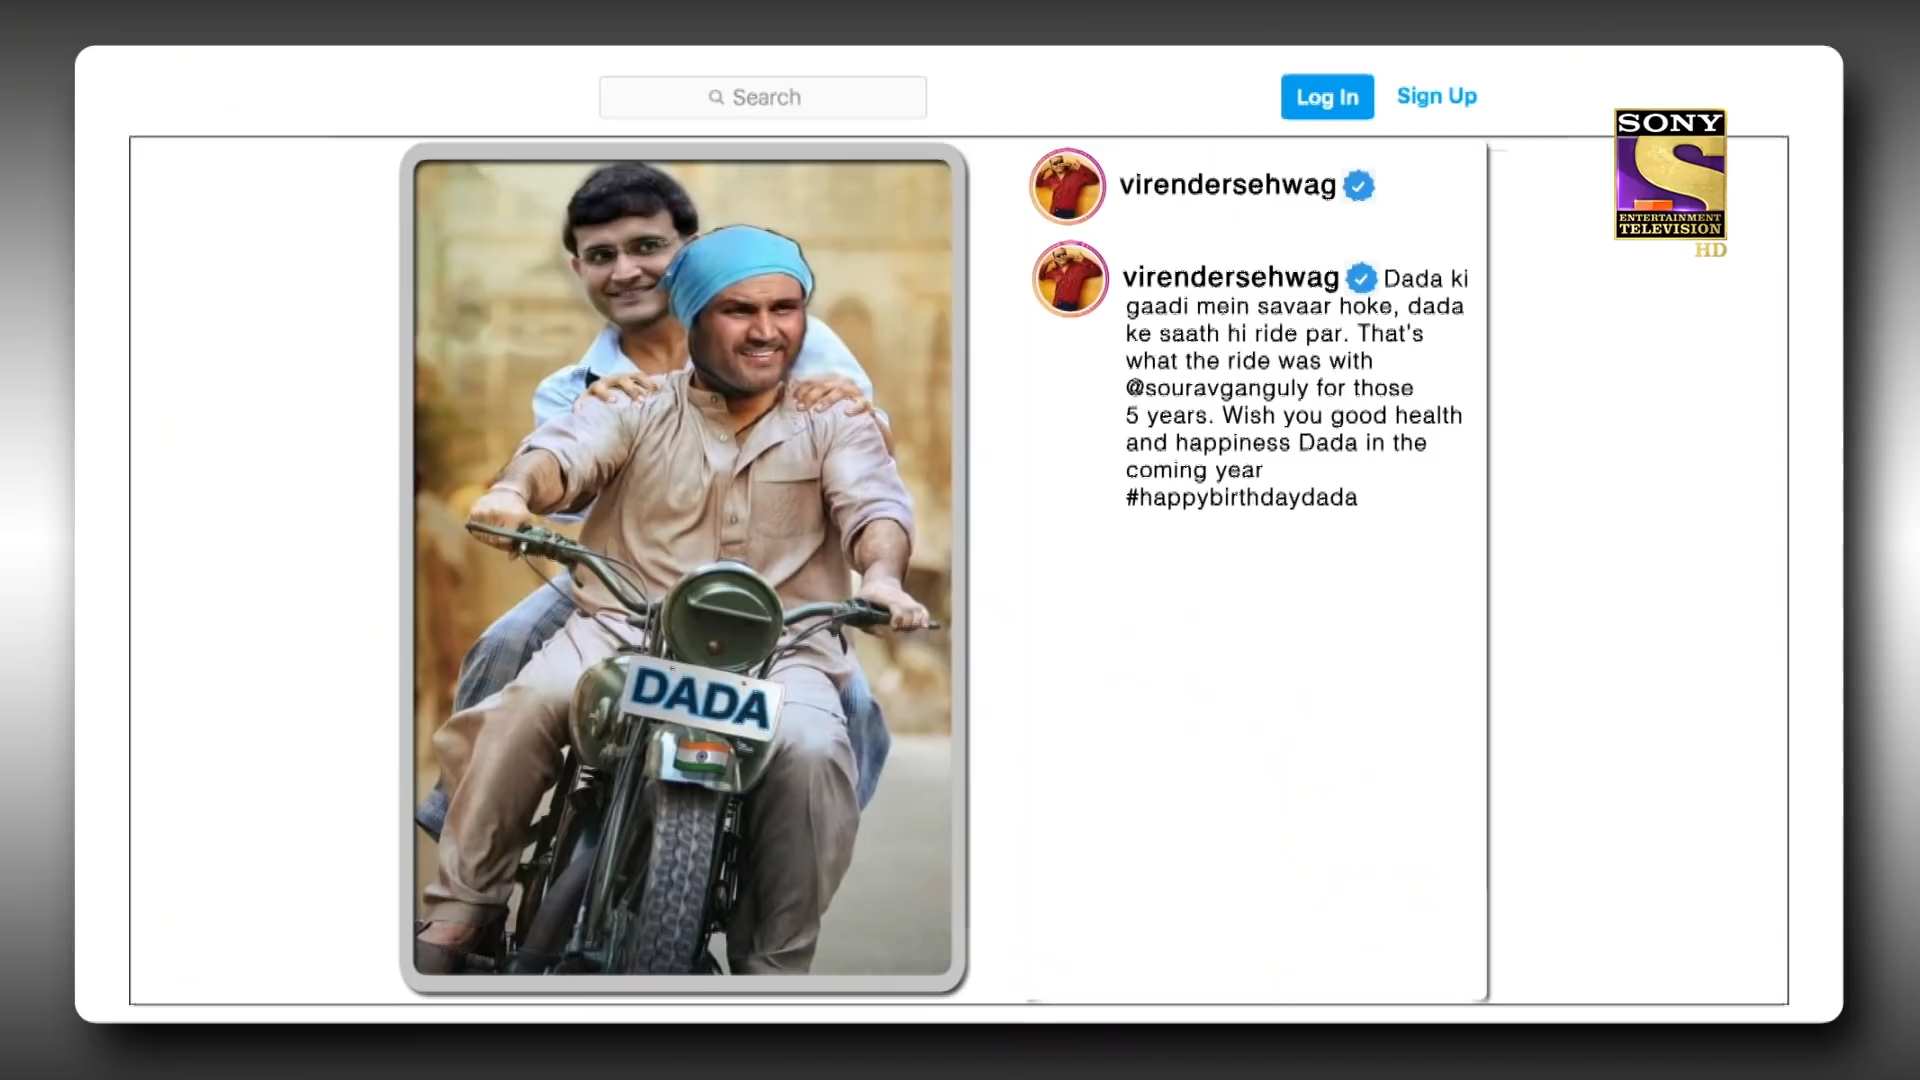 Search
Log In
Sign Up
SONY
ENTERTAINMENT
TELEVISION
HD
virendersehwag
virendersehwag Dada ki
gaadi mein savaar hoke, dada
ke saath hi ride par. That's
what the ride was with
@souravganguly for those
5 years. Wish you good health
and happiness Dada in the
coming year
#happybirthdaydada
DADA